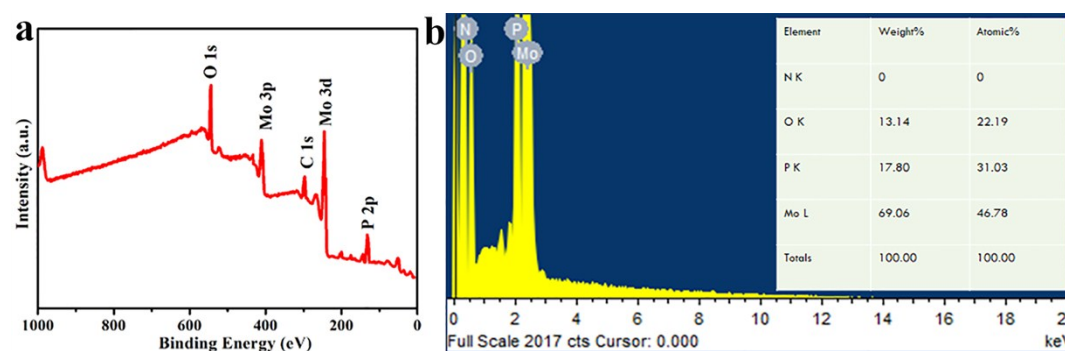 a
O 1s
Mo 3p
C 1s
Mo 3d
P 2p
Intensity (a.u.)
1000 800 600 400 200 0
Binding Energy (eV)
b
N
O
P
Mo
Element Weight% Atomic%
N K 0 0
O K 13.14 22.19
P K 17.80 31.03
Mo L 69.06 46.78
Totals 100.00 100.00
0 2 4 6 8 10 12 14 16 18 20
Full Scale 2017 cts Cursor: 0.000 keV